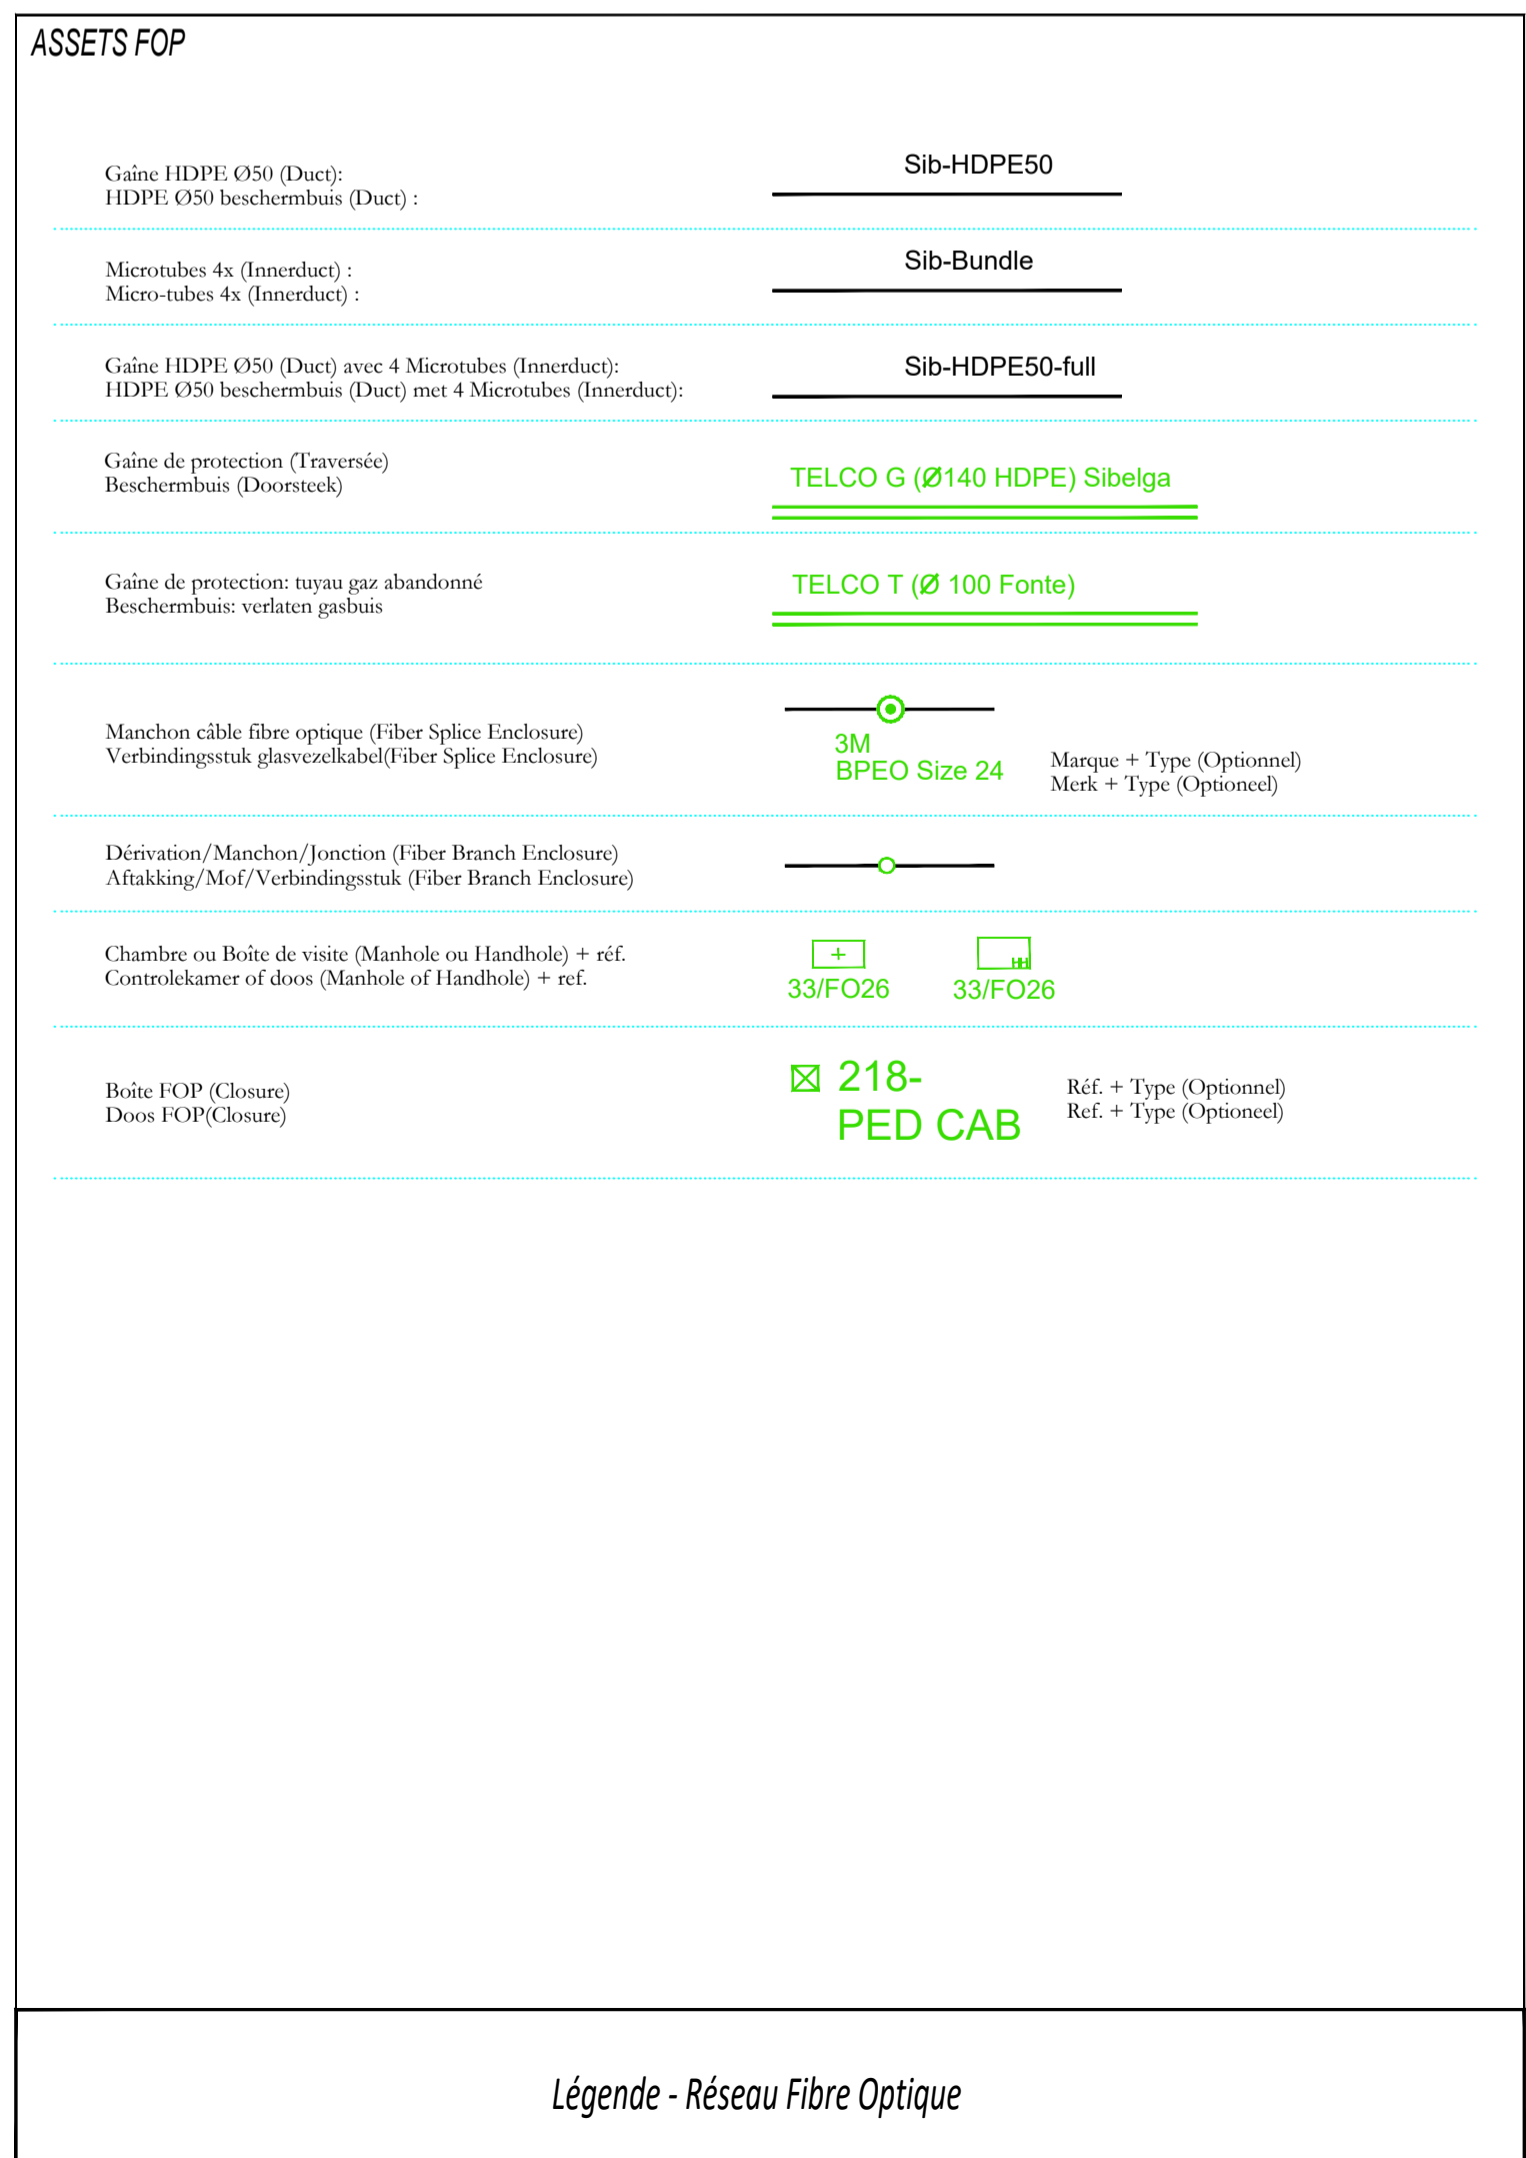 ASSETS FOP
Gaîne HDPE Ø50 (Duct):
HDPE Ø50 beschermbuis (Duct) :
Sib-HDPE50
Microtubes 4x (Innerduct) :
Micro-tubes 4x (Innerduct) :
Sib-Bundle
Gaîne HDPE Ø50 (Duct) avec 4 Microtubes (Innerduct):
HDPE Ø50 beschermbuis (Duct) met 4 Microtubes (Innerduct):
Sib-HDPE50-full
Gaîne de protection (Traversée)
Beschermbuis (Doorsteek)
TELCO G (Ø140 HDPE) Sibelga
Gaîne de protection: tuyau gaz abandonné
Beschermbuis: verlaten gasbuis
TELCO T (Ø 100 Fonte)
Manchon câble fibre optique (Fiber Splice Enclosure)
Verbindingsstuk glasvezelkabel(Fiber Splice Enclosure)
3M
BPEO Size 24
Marque + Type (Optionnel)
Merk + Type (Optioneel)
Dérivation/Manchon/Jonction (Fiber Branch Enclosure)
Aftakking/Mof/Verbindingsstuk (Fiber Branch Enclosure)
Chambre ou Boîte de visite (Manhole ou Handhole) + réf.
Controlekamer of doos (Manhole of Handhole) + ref.
+
33/FO26
HH
33/FO26
Boîte FOP (Closure)
Doos FOP(Closure)
218-
PED CAB
Réf. + Type (Optionnel)
Ref. + Type (Optioneel)
Légende - Réseau Fibre Optique